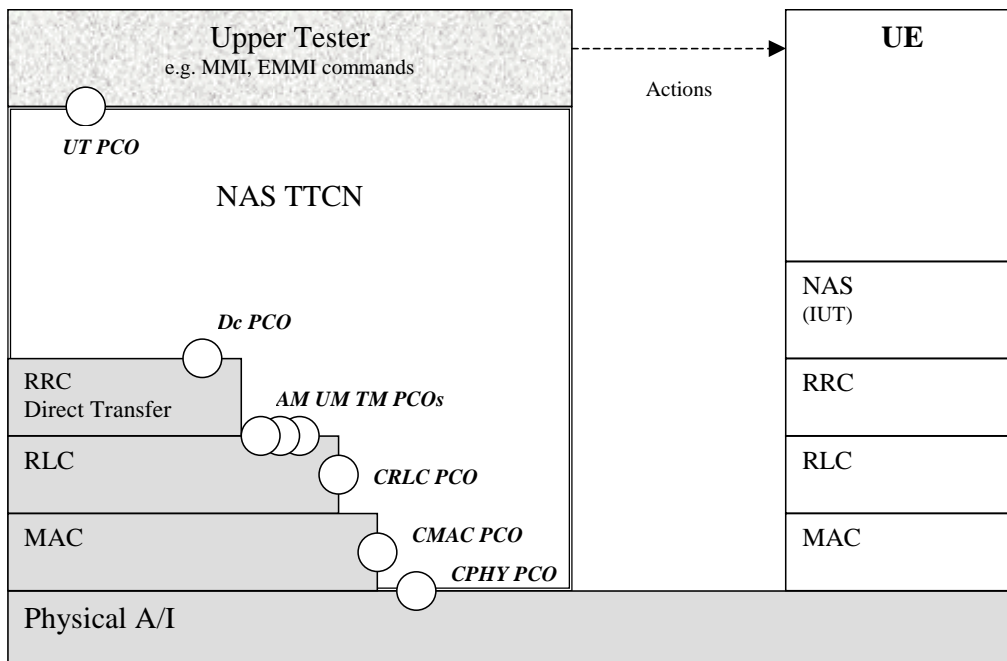 Upper Tester
e.g. MMI, EMMI commands
UT PCO
NAS TTCN
Dc PCO
RRC
Direct Transfer
AM UM TM PCOs
RLC
CRLC PCO
MAC
CMAC PCO
CPHY PCO
Physical A/I
Actions
UE
NAS
(IUT)
RRC
RLC
MAC